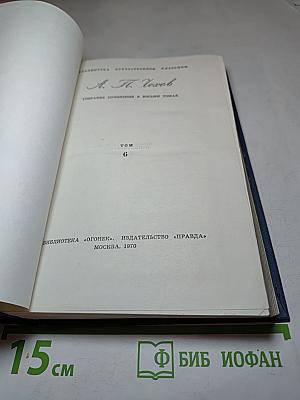 БИБЛИОТЕКА ОТЕЧЕСТВЕННОЙ КЛАССИКИ
А. П. Чехов
СОБРАНИЕ СОЧИНЕНИЙ В ВОСЬМИ ТОМАХ
ТОМ
6
БИБЛИОТЕКА «ОГОНЕК». ИЗДАТЕЛЬСТВО «ПРАВДА»
МОСКВА. 1970
15 см
БИБ ИОФАН